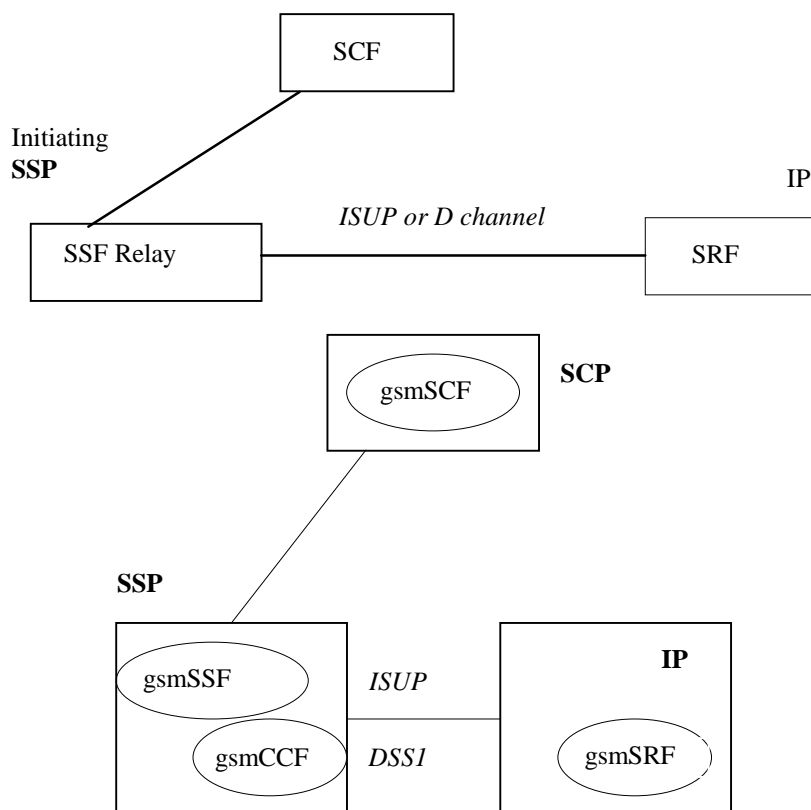 SCF
Initiating
SSP
IP
ISUP or D channel
SSF Relay
SRF
gsmSCF
SCP
SSP
gsmSSF
ISUP
IP
gsmCCF
DSS1
gsmSRF